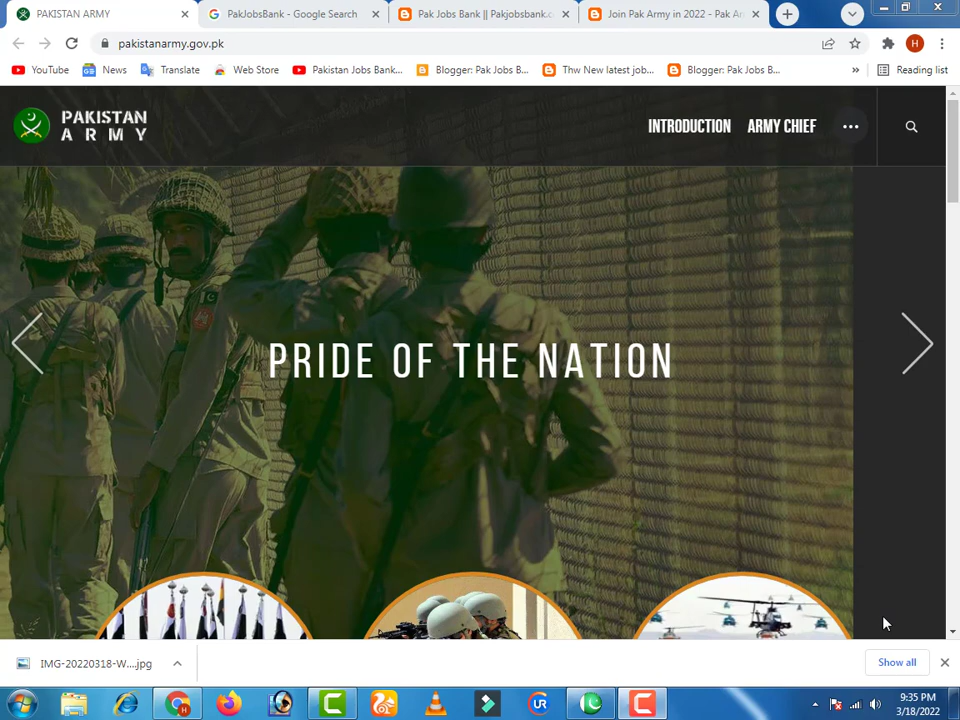 PAKISTAN ARMY
PakJobsBank - Google Search
Pak Jobs Bank || Pakjobsbank.c
Join Pak Army in 2022 - Pak Ar
pakistanarmy.gov.pk
H
YouTube
News
Translate
Web Store
Pakistan Jobs Bank...
Blogger: Pak Jobs B...
Thw New latest job...
Blogger: Pak Jobs B...
»
Reading list
PAKISTAN
ARMY
INTRODUCTION
ARMY CHIEF
PRIDE OF THE NATION
IMG-20220318-W....jpg
Show all
9:35 PM
3/18/2022